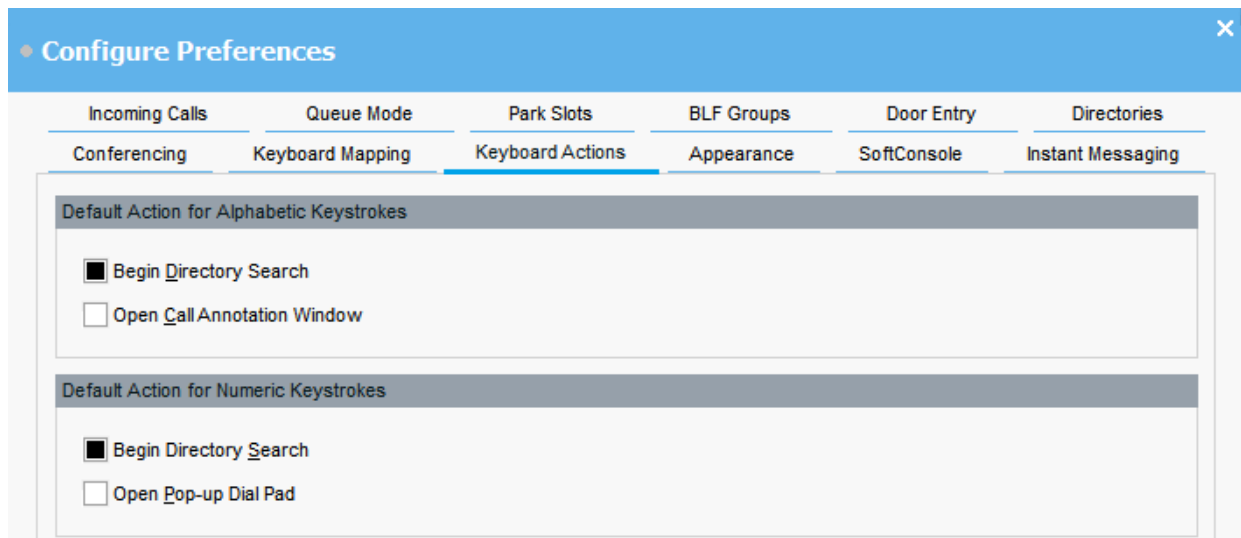 Configure Preferences
Incoming Calls Queue Mode Park Slots BLF Groups Door Entry Directories
Conferencing Keyboard Mapping Keyboard Actions Appearance SoftConsole Instant Messaging
Default Action for Alphabetic Keystrokes
Begin Directory Search
Open Call Annotation Window
Default Action for Numeric Keystrokes
Begin Directory Search
Open Pop-up Dial Pad